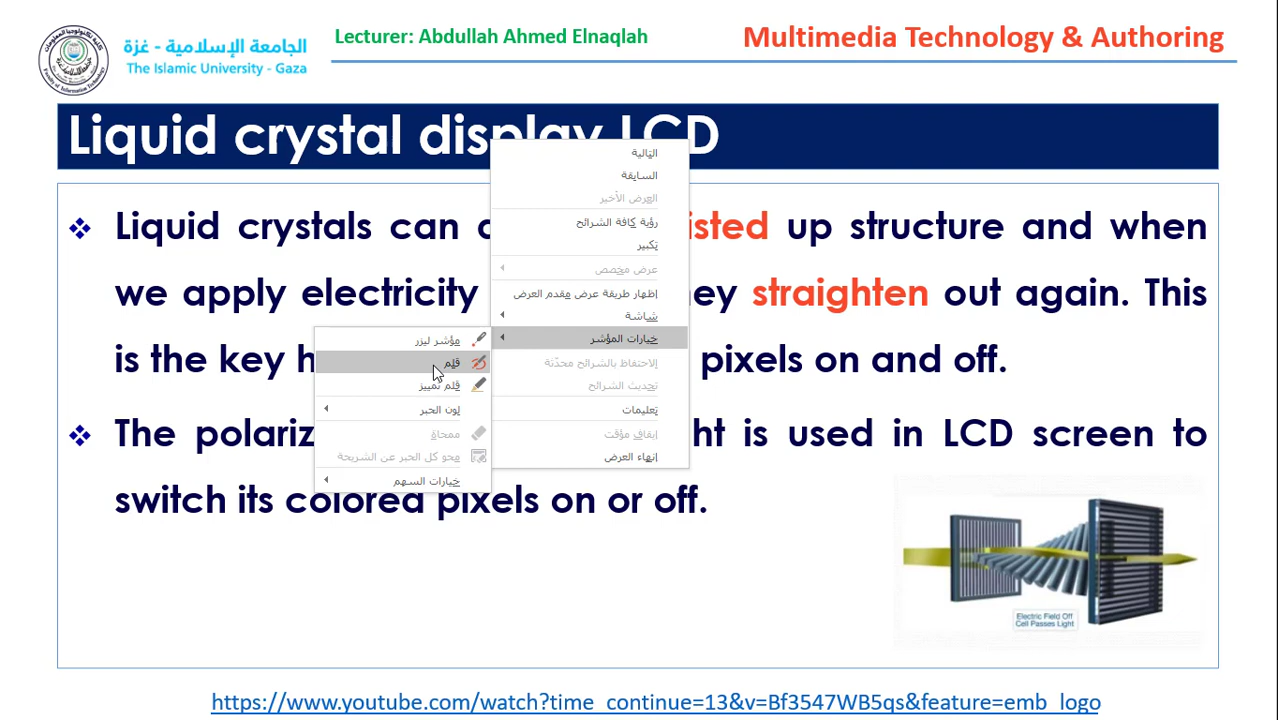 الجامعة الإسلامية - غزة
The Islamic University - Gaza
Lecturer: Abdullah Ahmed Elnaqlah
Multimedia Technology & Authoring
Liquid crystal display LCD
Liquid crystals can isted up structure and when
we apply electricity ey straighten out again. This
is the key h pixels on and off.
The polariz ht is used in LCD screen to
switch its colored pixels on or off.
التالية
السابقة
العرض الأخير
رؤية كافة الشرائح
تكبير
عرض مخصص
إظهار طريقة عرض مقدم العرض
شاشة
خيارات المؤشر
الاحتفاظ بالشرائح محدّثة
تحديث الشرائح
تعليمات
إيقاف مؤقت
إنهاء العرض
مؤشر ليزر
قلم
قلم تمييز
لون الحبر
ممحاة
محو كل الحبر عن الشريحة
خيارات السهم
Electric Field Off
Cell Passes Light
https://www.youtube.com/watch?time_continue=13&v=Bf3547WB5qs&feature=emb_logo